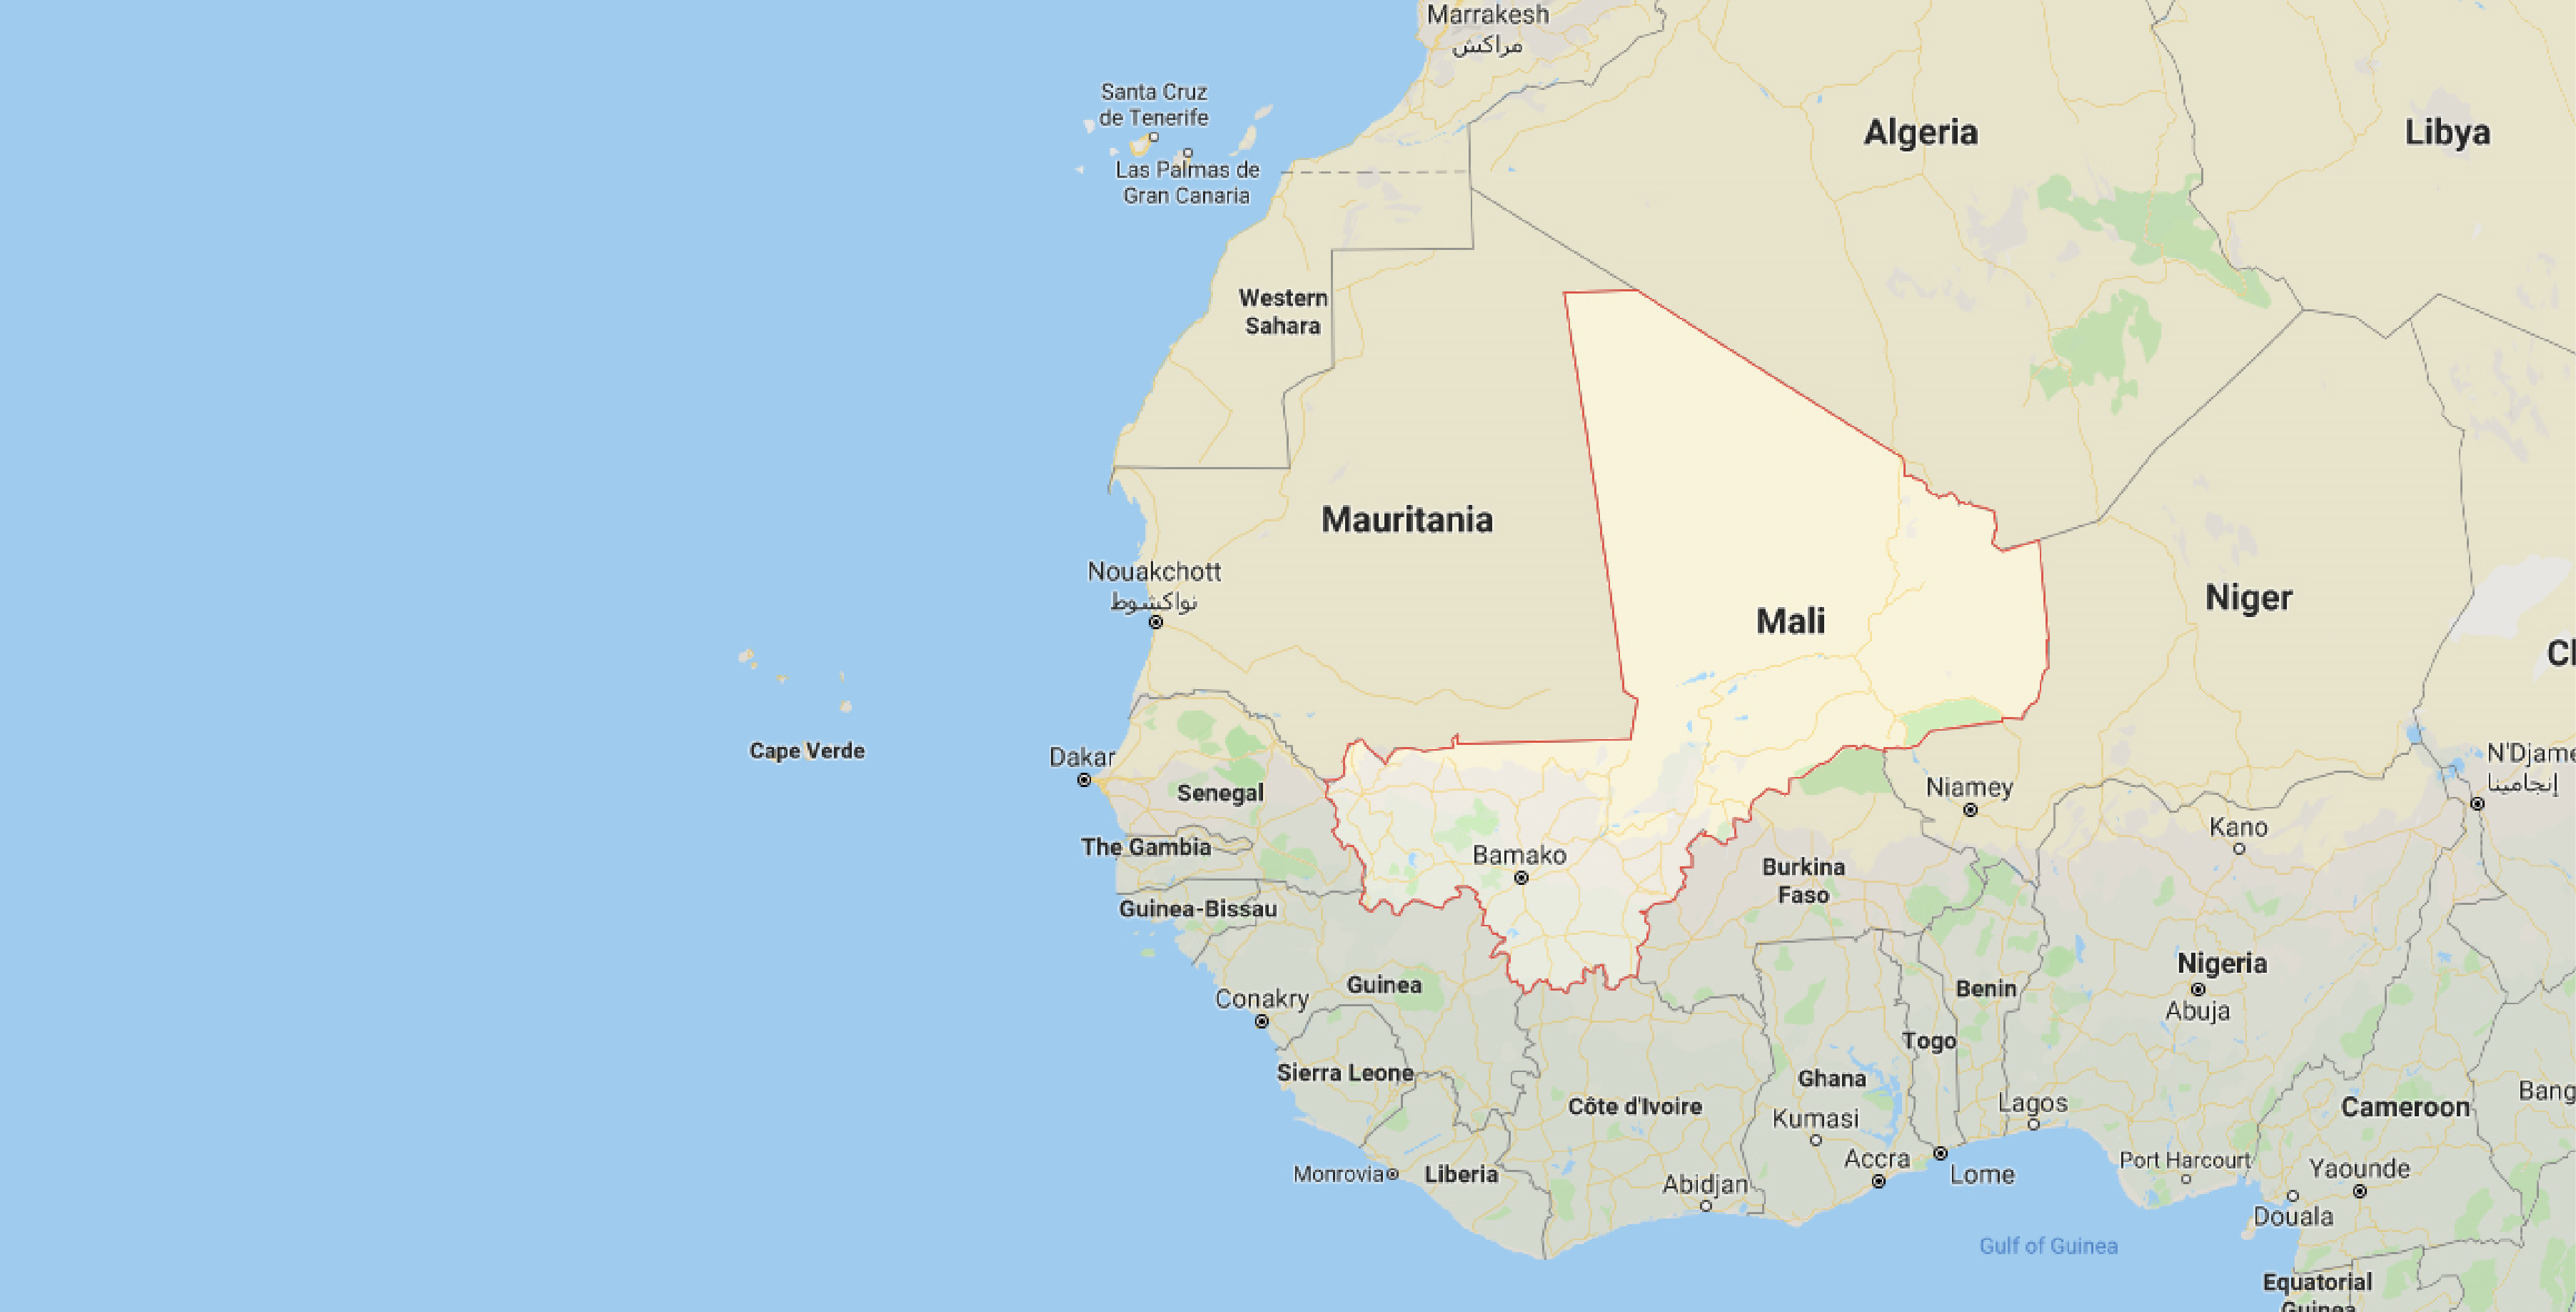 Marrakesh
مراكش
Santa Cruz
de Tenerife
Las Palmas de
Gran Canaria
Algeria
Libya
Western
Sahara
Mauritania
Nouakchott
نواكشوط
Mali
Niger
Cape Verde
Dakar
Senegal
The Gambia
Guinea-Bissau
Bamako
Burkina
Faso
Niamey
Kano
N'Djame
إنجامينا
Guinea
Conakry
Sierra Leone
Monrovia
Liberia
Côte d'Ivoire
Abidjan
Ghana
Kumasi
Accra
Togo
Lome
Benin
Nigeria
Abuja
Lagos
Port Harcourt
Cameroon
Yaounde
Douala
Bang
Gulf of Guinea
Equatorial
Guinea